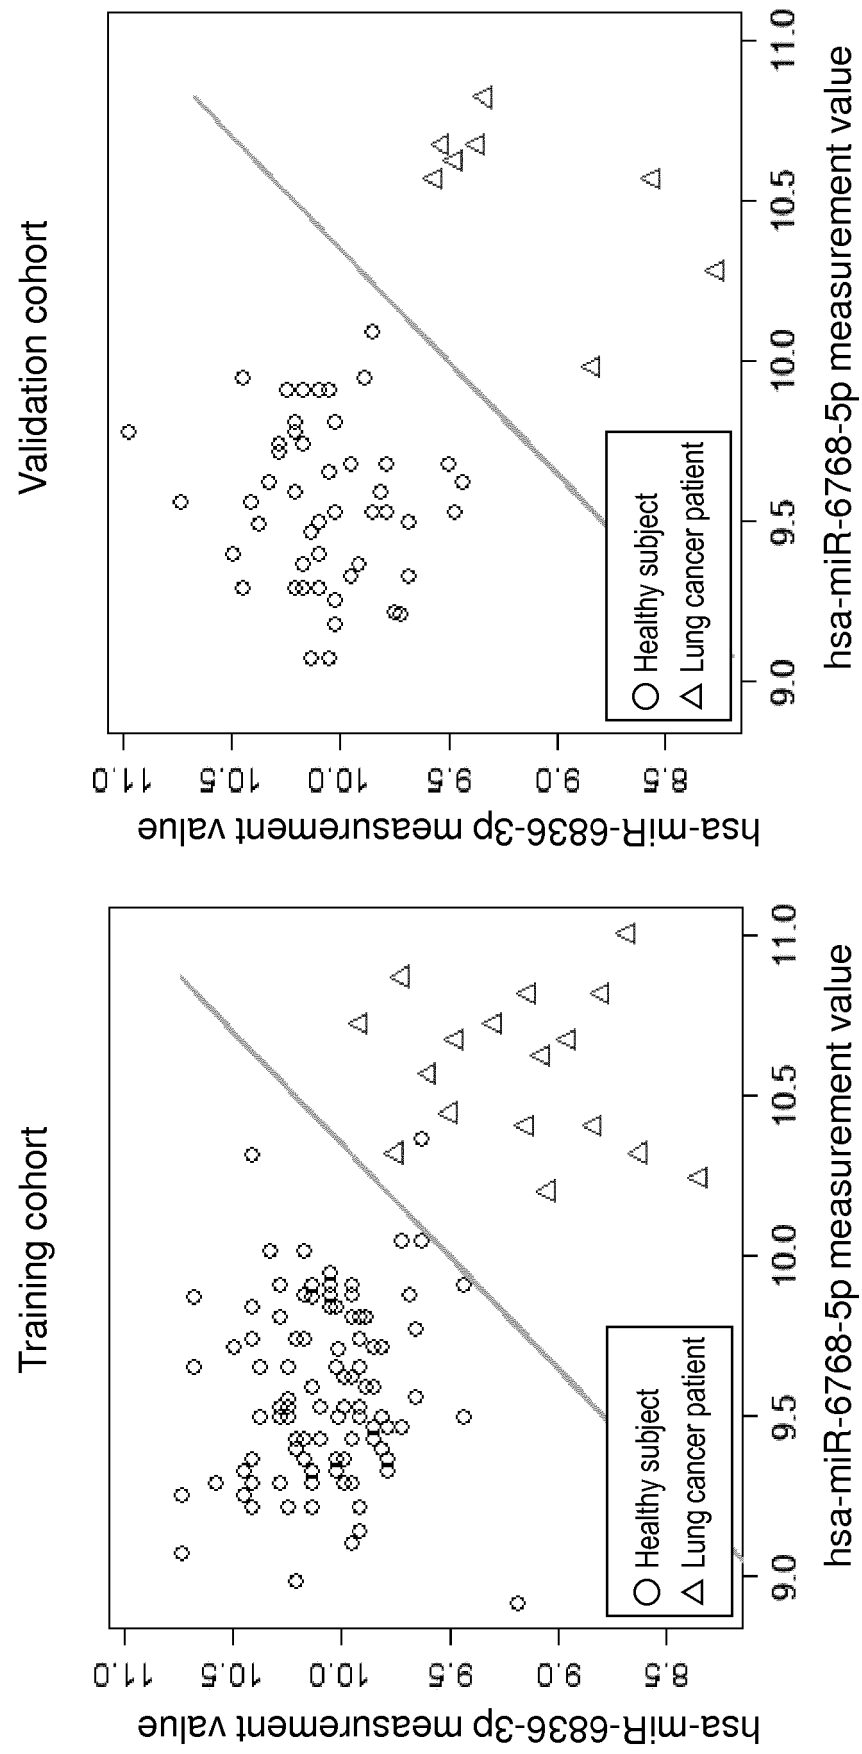 Training cohort
hsa-miR-6836-3p measurement value
11.0
10.5
10.0
9.5
9.0
8.5
Healthy subject
Lung cancer patient
9.0
9.5
10.0
10.5
11.0
hsa-miR-6768-5p measurement value
Validation cohort
hsa-miR-6836-3p measurement value
11.0
10.5
10.0
9.5
9.0
8.5
Healthy subject
Lung cancer patient
9.0
9.5
10.0
10.5
11.0
hsa-miR-6768-5p measurement value